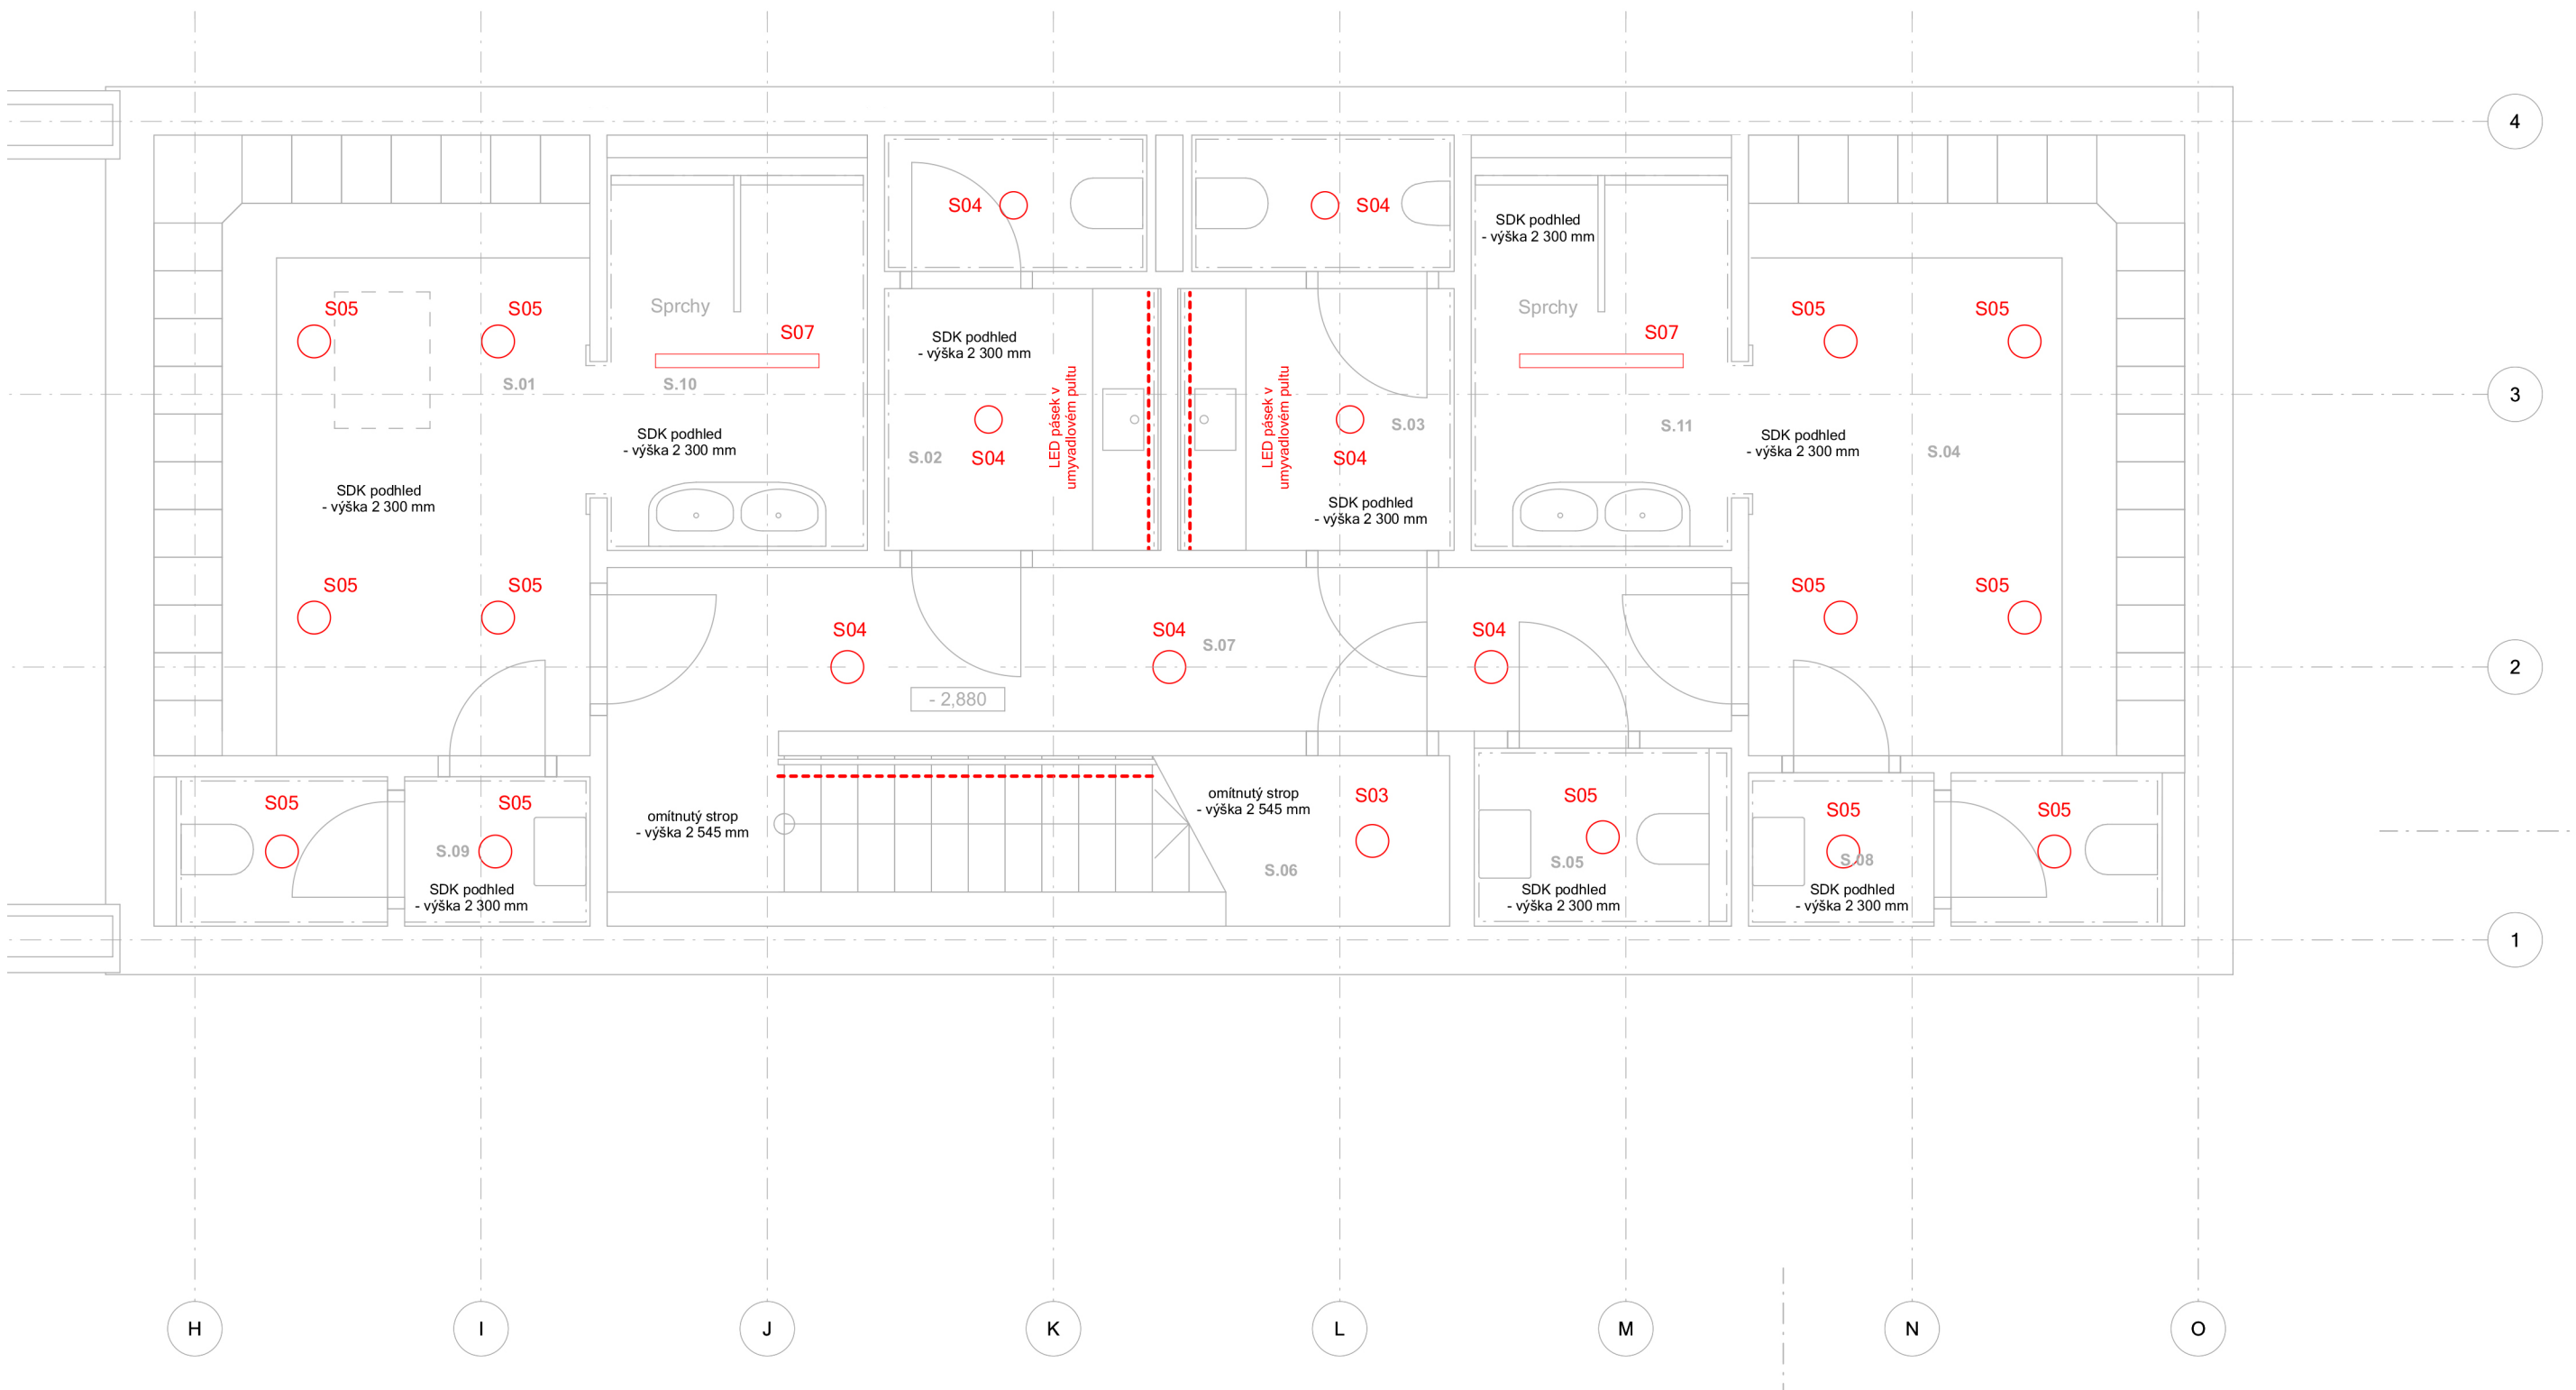 4
S04
S04
SDK podhled
- výška 2 300 mm
S05
S05
Sprchy
S07
SDK podhled
- výška 2 300 mm
Sprchy
S07
S05
S05
S.01
S.10
LED pásek v
umyvadlovém pultu
LED pásek v
umyvadlovém pultu
3
SDK podhled
- výška 2 300 mm
S.02
S04
S04
S.03
S.11
SDK podhled
- výška 2 300 mm
S.04
SDK podhled
- výška 2 300 mm
SDK podhled
- výška 2 300 mm
S05
S05
S05
S05
S04
S04
S.07
S04
2
- 2,880
S05
S05
omítnutý strop
- výška 2 545 mm
omítnutý strop
- výška 2 545 mm
S03
S05
S05
S05
S.09
S.06
S.05
S.08
SDK podhled
- výška 2 300 mm
SDK podhled
- výška 2 300 mm
SDK podhled
- výška 2 300 mm
1
H
I
J
K
L
M
N
O